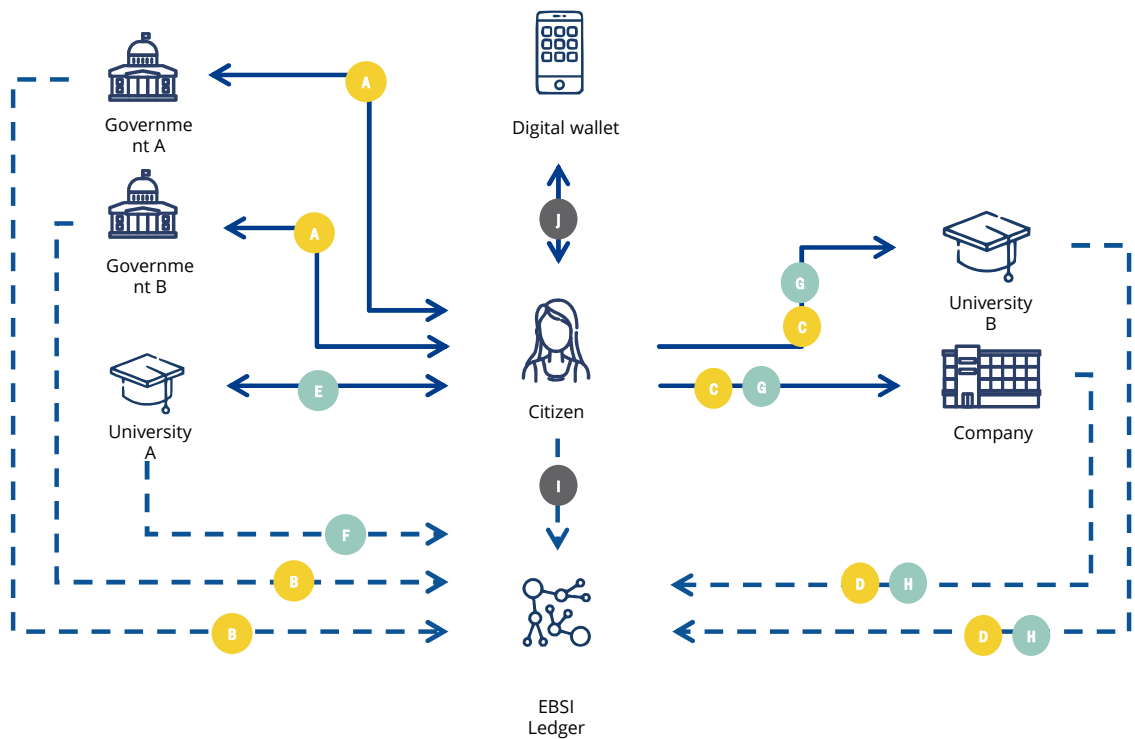 A
Governme
nt A
Digital wallet
J
A
Governme
nt B
G
University
B
C
E
C
G
University
A
Citizen
Company
I
F
B
D
H
B
D
H
EBSI
Ledger